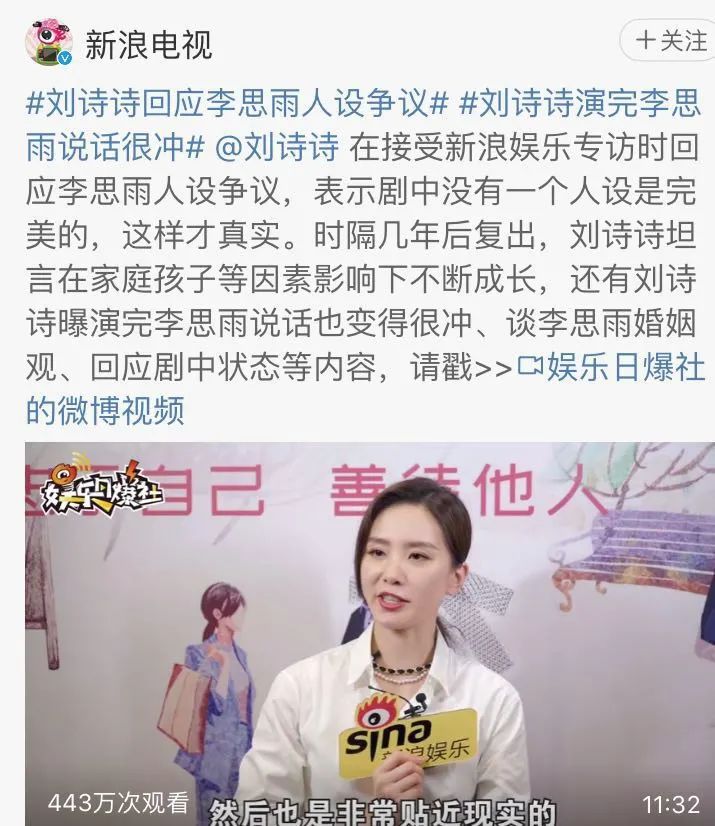 新浪电视
+关注
#刘诗诗回应李思雨人设争议# #刘诗诗演完李思
雨说话很冲# @刘诗诗 在接受新浪娱乐专访时回
应李思雨人设争议，表示剧中没有一个人设是完
美的，这样才真实。时隔几年后复出，刘诗诗坦
言在家庭孩子等因素影响下不断成长，还有刘诗
诗曝演完李思雨说话也变得很冲、谈李思雨婚姻
观、回应剧中状态等内容，请戳>>娱乐日爆社
的微博视频
娱乐日爆社
自己 善待他人
sina
新浪娱乐
443万次观看
然后也是非常贴近现实的
11:32